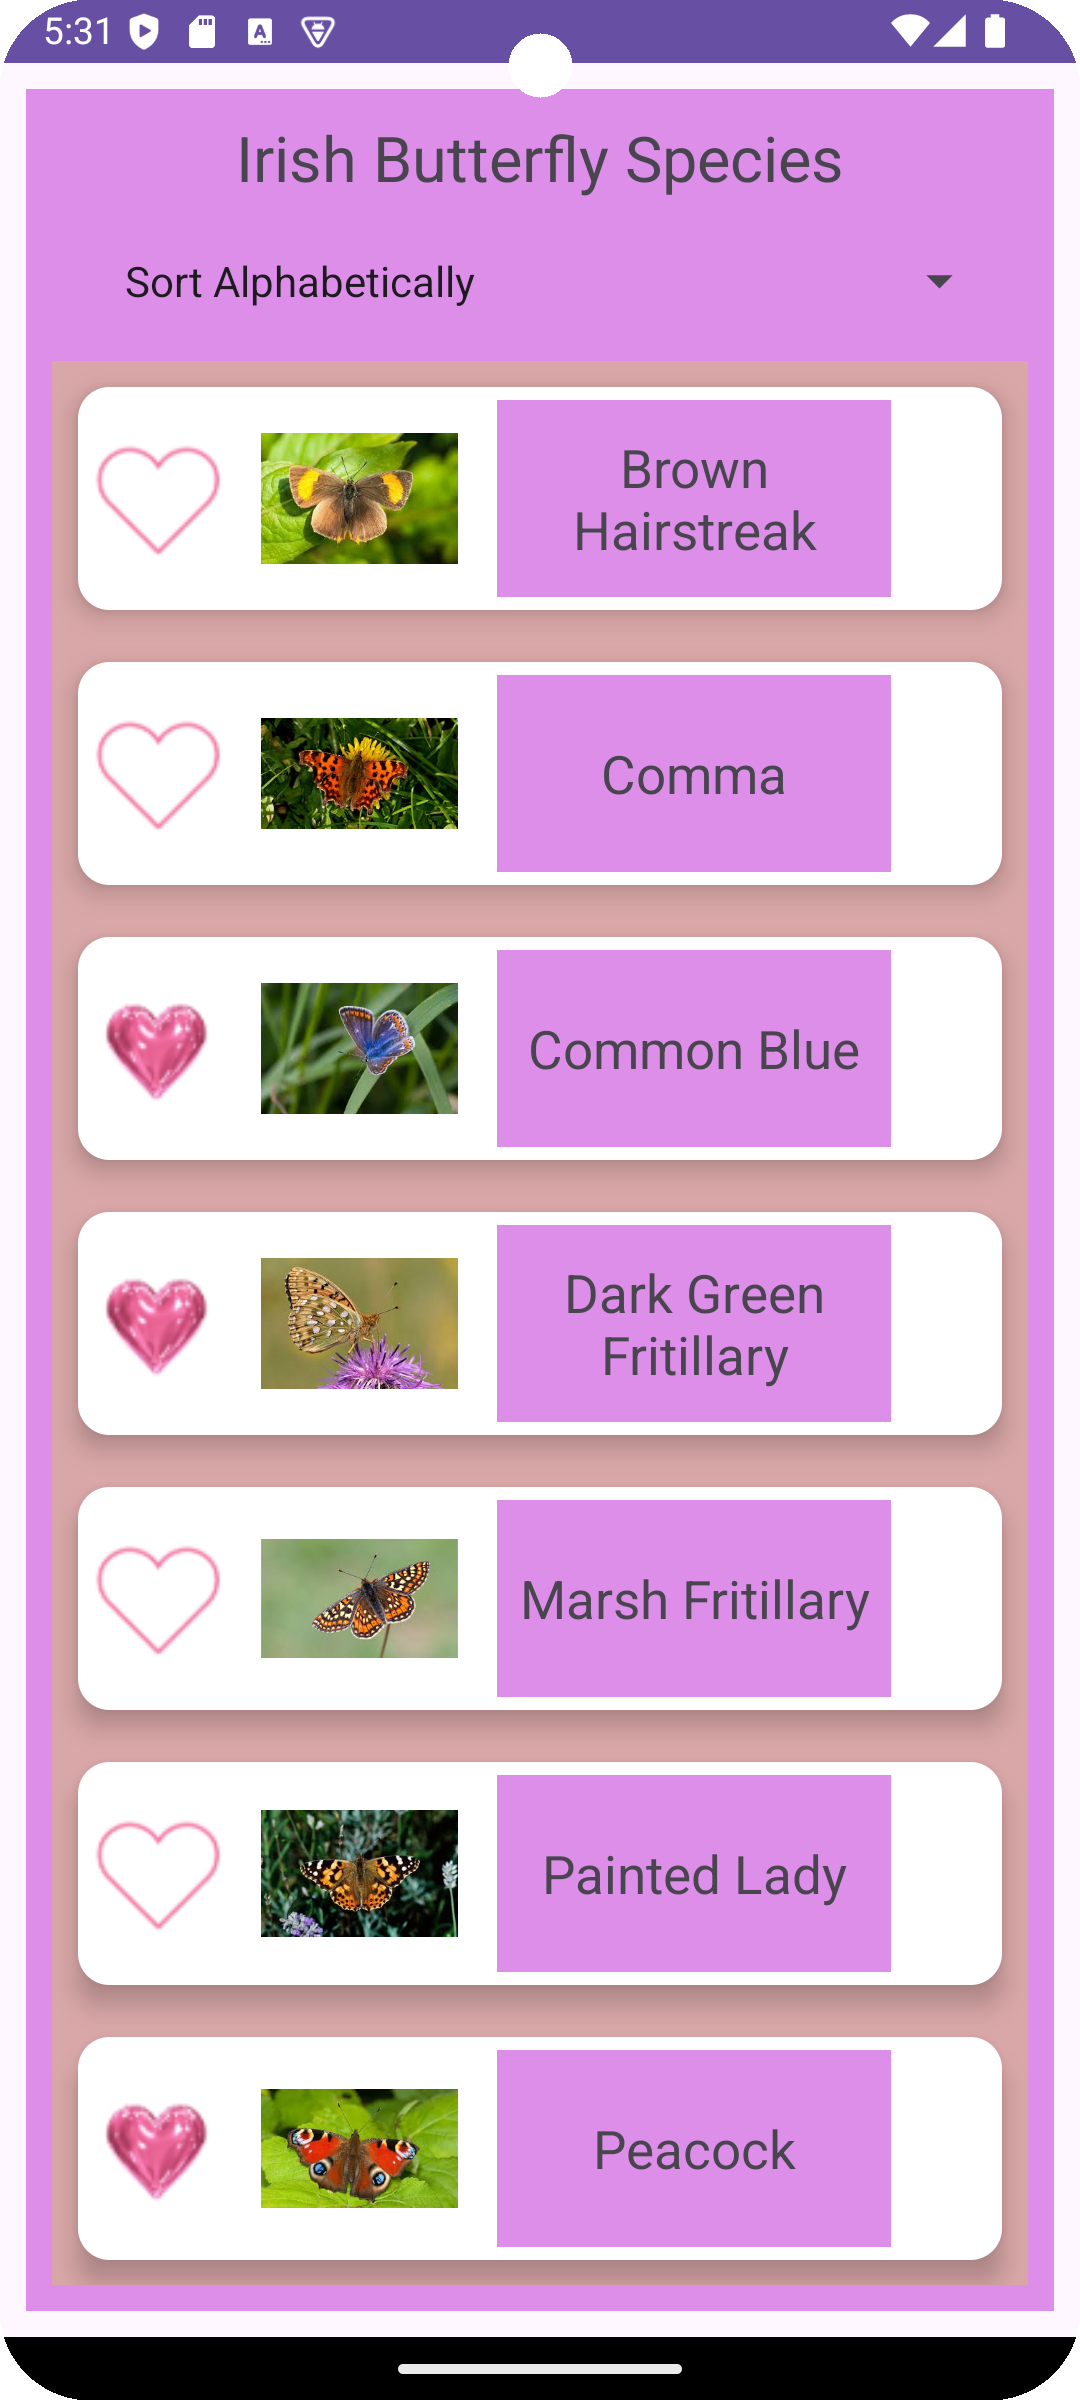 5:31
Irish Butterfly Species
Sort Alphabetically
Brown
Hairstreak
Comma
Common Blue
Dark Green
Fritillary
Marsh Fritillary
Painted Lady
Peacock